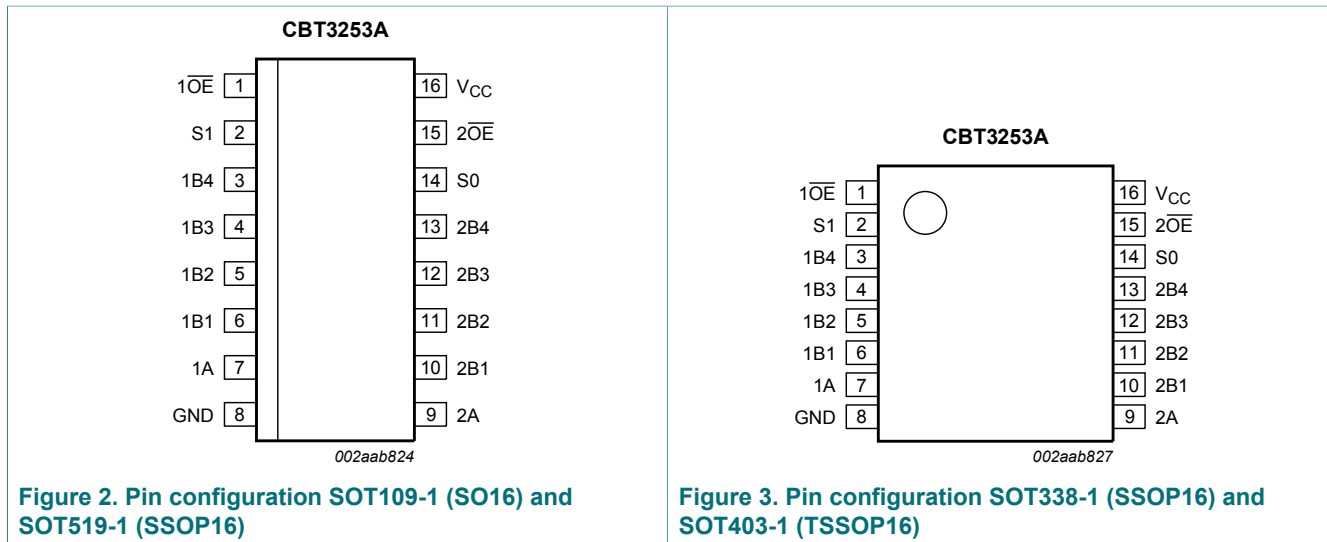 CBT3253A
1O̅E̅ 1 16 VCC
S1 2 15 2O̅E̅
1B4 3 14 S0
1B3 4 13 2B4
1B2 5 12 2B3
1B1 6 11 2B2
1A 7 10 2B1
GND 8 9 2A
002aab824
Figure 2. Pin configuration SOT109-1 (SO16) and
SOT519-1 (SSOP16)
CBT3253A
1O̅E̅ 1 16 VCC
S1 2 15 2O̅E̅
1B4 3 14 S0
1B3 4 13 2B4
1B2 5 12 2B3
1B1 6 11 2B2
1A 7 10 2B1
GND 8 9 2A
002aab827
Figure 3. Pin configuration SOT338-1 (SSOP16) and
SOT403-1 (TSSOP16)